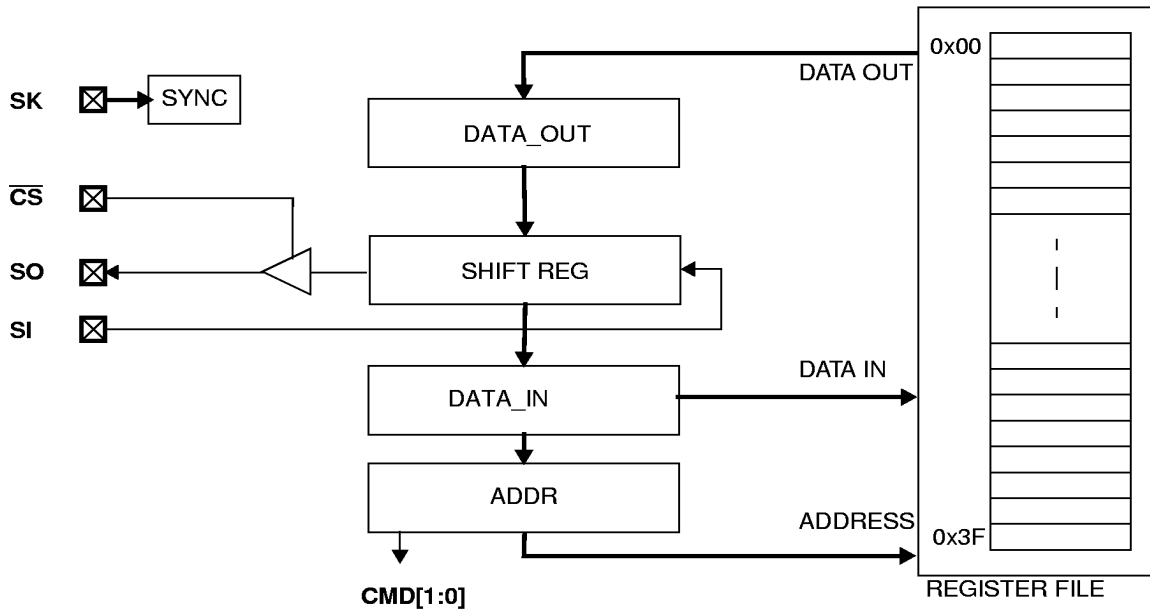 0x00
DATA OUT
SK
SYNC
DATA_OUT
CS
SO
SHIFT REG
SI
DATA IN
DATA_IN
ADDR
ADDRESS
0x3F
CMD[1:0]
REGISTER FILE